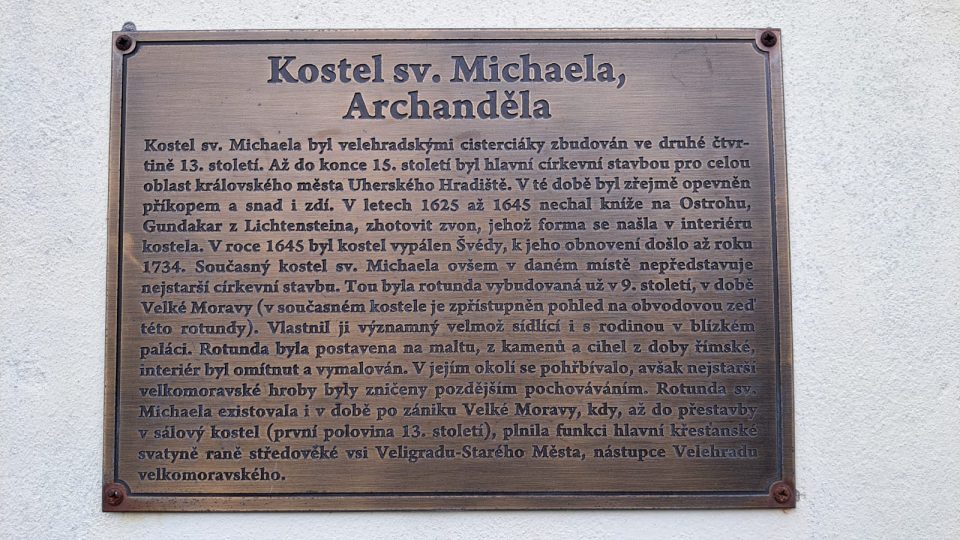 Kostel sv. Michaela,
Archanděla
Kostel sv. Michaela byl velehradskými cisterciáky zbudován ve druhé čtvr-
tině 13. století. Až do konce 15. století byl hlavní církevní stavbou pro celou
oblast královského města Uherského Hradiště. V té době byl zřejmě opevněn
příkopem a snad i zdí. V letech 1625 až 1645 nechal kníže na Ostrohu,
Gundakar z Lichtensteina, zhotovit zvon, jehož forma se našla v interiéru
kostela. V roce 1645 byl kostel vypálen Švédy, k jeho obnovení došlo až roku
1734. Současný kostel sv. Michaela ovšem v daném místě nepředstavuje
nejstarší církevní stavbu. Tou byla rotunda vybudovaná už v 9. století, v době
Velké Moravy (v současném kostele je zpřístupněn pohled na obvodovou zeď
této rotundy). Vlastnil ji významný velmož sídlící i s rodinou v blízkém
paláci. Rotunda byla postavena na maltu, z kamenů a cihel z doby římské,
interiér byl omítnut a vymalován. V jejím okolí se pohřbívalo, avšak nejstarší
velkomoravské hroby byly zničeny pozdějším pochováváním. Rotunda sv.
Michaela existovala i v době po zániku Velké Moravy, kdy, až do přestavby
v sálový kostel (první polovina 13. století), plnila funkci hlavní křesťanské
svatyně raně středověké vsi Veligradu-Starého Města, nástupce Velehradu
velkomoravského.